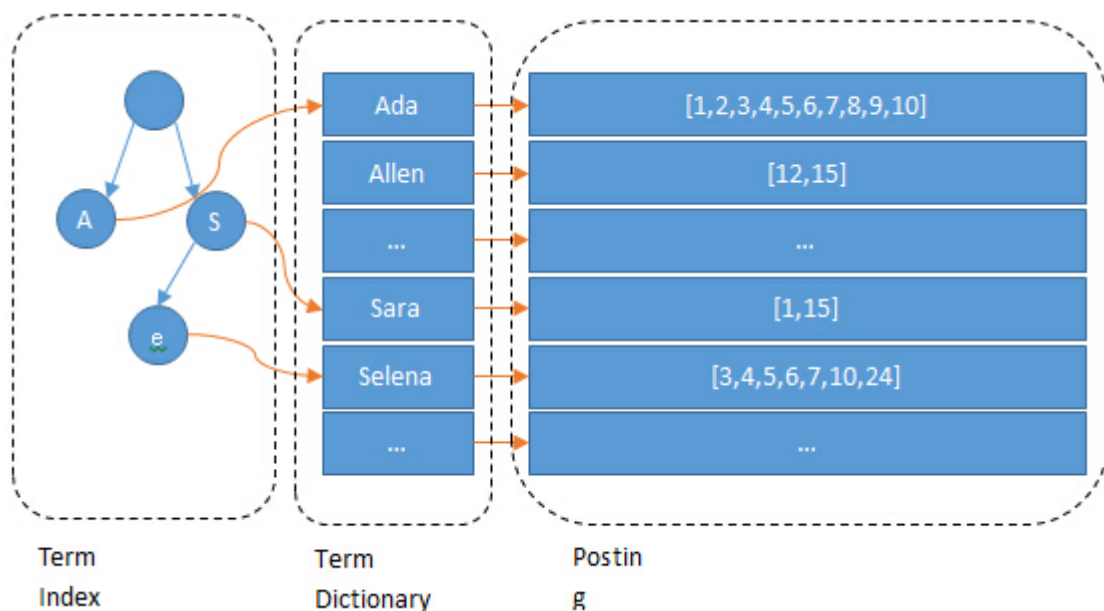 Ada [1,2,3,4,5,6,7,8,9,10]
Allen [12,15]
A S
... ...
Sara [1,15]
e
Selena [3,4,5,6,7,10,24]
... ...
Term Term Postin
Index Dictionary g